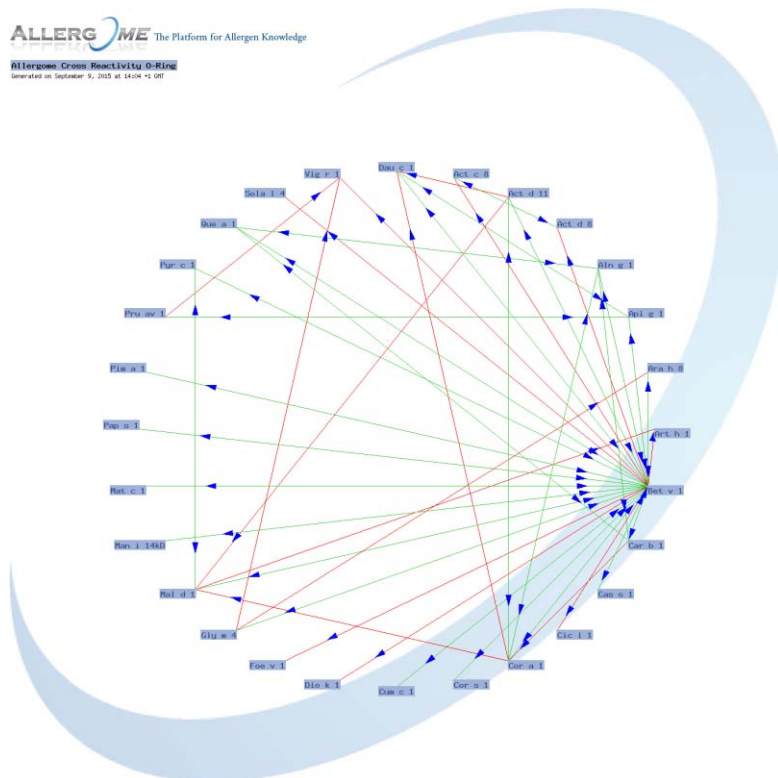 ALLERGOME The Platform for Allergen Knowledge
Allergome Cross Reactivity O-Ring
Generated on September 9, 2015 at 14:04 +1 GMT
Dau c 1
Act c 8
Vig r 1
Act d 11
Sola l 4
Act d 8
Que a 1
Aln g 1
Pyr c 1
Pru av 1
Api g 1
Pim a 1
Ara h 8
Pap s 1
Art h 1
Mat c 1
Bet v 1
Man i 14kD
Car b 1
Mal d 1
Cas s 1
Gly m 4
Cic i 1
Foe v 1
Cor a 1
Dio k 1
Cum c 1
Cor s 1